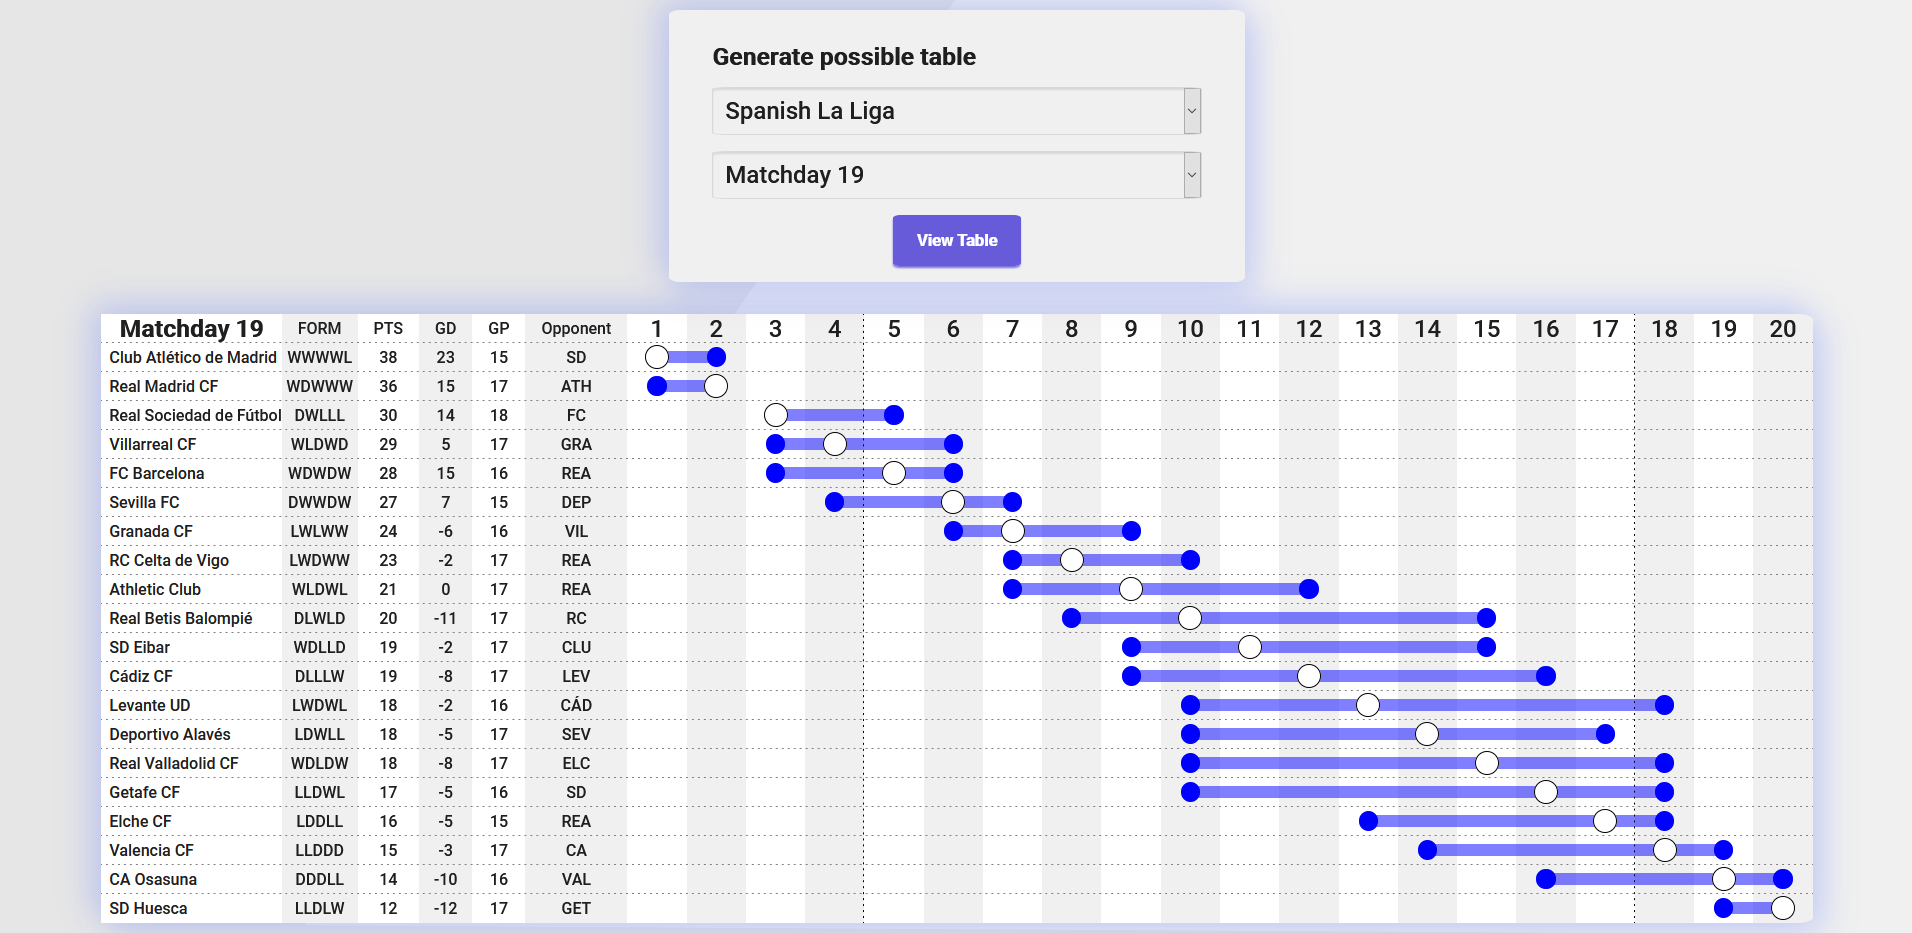 Generate possible table
Spanish La Liga
Matchday 19
View Table
Matchday 19 FORM PTS GD GP Opponent 1 2 3 4 5 6 7 8 9 10 11 12 13 14 15 16 17 18 19 20
Club Atlético de Madrid WWWWL 38 23 15 SD
Real Madrid CF WDWWW 36 15 17 ATH
Real Sociedad de Fútbol DWLLL 30 14 18 FC
Villarreal CF WLDWD 29 5 17 GRA
FC Barcelona WDWDW 28 15 16 REA
Sevilla FC DWWDW 27 7 15 DEP
Granada CF LWLWW 24 -6 16 VIL
RC Celta de Vigo LWDWW 23 -2 17 REA
Athletic Club WLDWL 21 0 17 REA
Real Betis Balompié DLWLD 20 -11 17 RC
SD Eibar WDLLD 19 -2 17 CLU
Cádiz CF DLLLW 19 -8 17 LEV
Levante UD LWDWL 18 -2 16 CÁD
Deportivo Alavés LDWLL 18 -5 17 SEV
Real Valladolid CF WDLDW 18 -8 17 ELC
Getafe CF LLDWL 17 -5 16 SD
Elche CF LDDLL 16 -5 15 REA
Valencia CF LLDDD 15 -3 17 CA
CA Osasuna DDDLL 14 -10 16 VAL
SD Huesca LLDLW 12 -12 17 GET